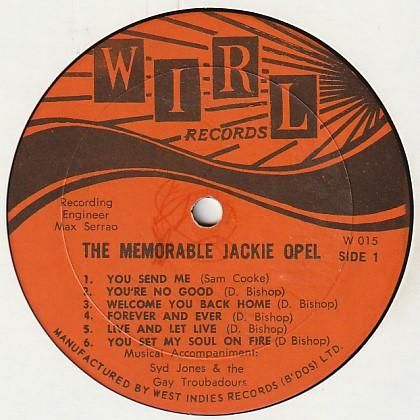 WIRL
RECORDS
Recording
Engineer
Max Serrao
W 015
SIDE 1
THE MEMORABLE JACKIE OPEL
1. YOU SEND ME (Sam Cooke)
2. YOU'RE NO GOOD (D. Bishop)
3. WELCOME YOU BACK HOME (D. Bishop)
4. FOREVER AND EVER (D. Bishop)
5. LIVE AND LET LIVE (D. Bishop)
6. YOU SET MY SOUL ON FIRE (D. Bishop)
Musical Accompaniment:
Syd Jones & the
Gay Troubadours
MANUFACTURED BY WEST INDIES RECORDS (B'DOS) LTD.